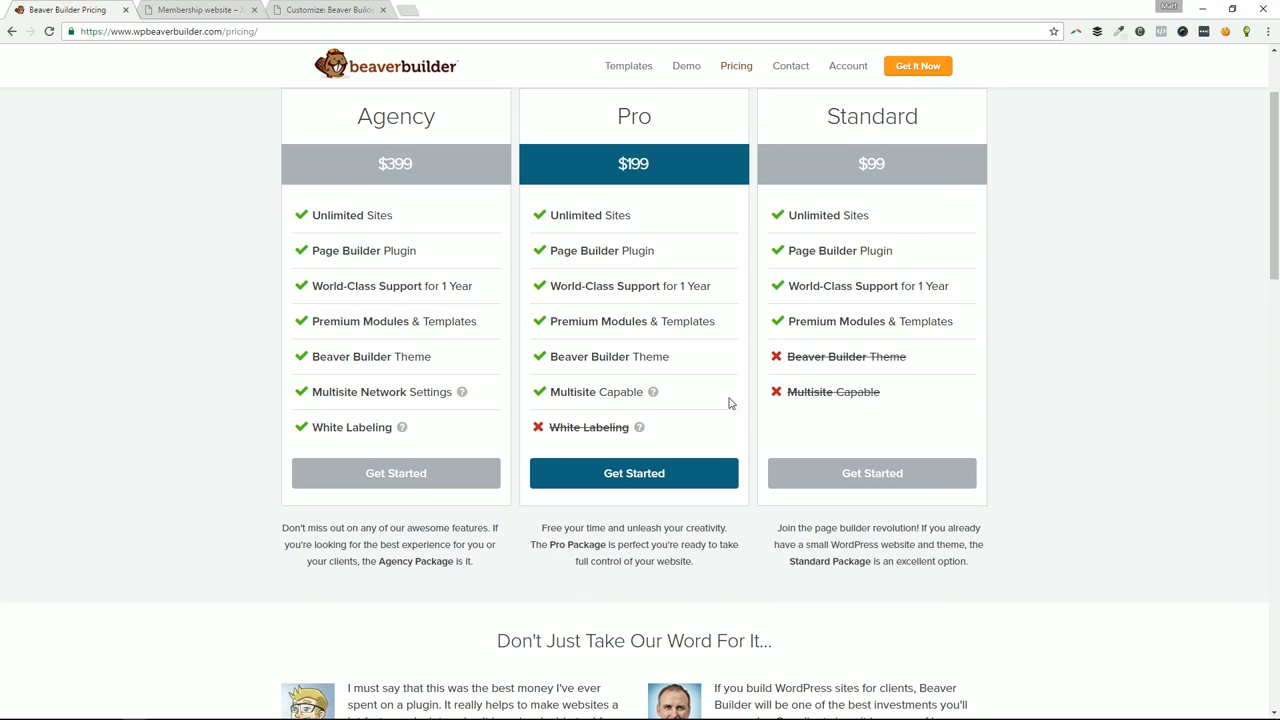 Beaver Builder Pricing
Membership website –
Customize: Beaver Builde
Matt
https://www.wpbeaverbuilder.com/pricing/
beaverbuilder
Templates
Demo
Pricing
Contact
Account
Get It Now
Agency
$399
Unlimited Sites
Page Builder Plugin
World-Class Support for 1 Year
Premium Modules & Templates
Beaver Builder Theme
Multisite Network Settings ?
White Labeling ?
Get Started
Don't miss out on any of our awesome features. If
you're looking for the best experience for you or
your clients, the Agency Package is it.
Pro
$199
Unlimited Sites
Page Builder Plugin
World-Class Support for 1 Year
Premium Modules & Templates
Beaver Builder Theme
Multisite Capable ?
White Labeling ?
Get Started
Free your time and unleash your creativity.
The Pro Package is perfect you're ready to take
full control of your website.
Standard
$99
Unlimited Sites
Page Builder Plugin
World-Class Support for 1 Year
Premium Modules & Templates
Beaver Builder Theme
Multisite Capable
Get Started
Join the page builder revolution! If you already
have a small WordPress website and theme, the
Standard Package is an excellent option.
Don't Just Take Our Word For It...
I must say that this was the best money I've ever
spent on a plugin. It really helps to make websites a
If you build WordPress sites for clients, Beaver
Builder will be one of the best investments you'll